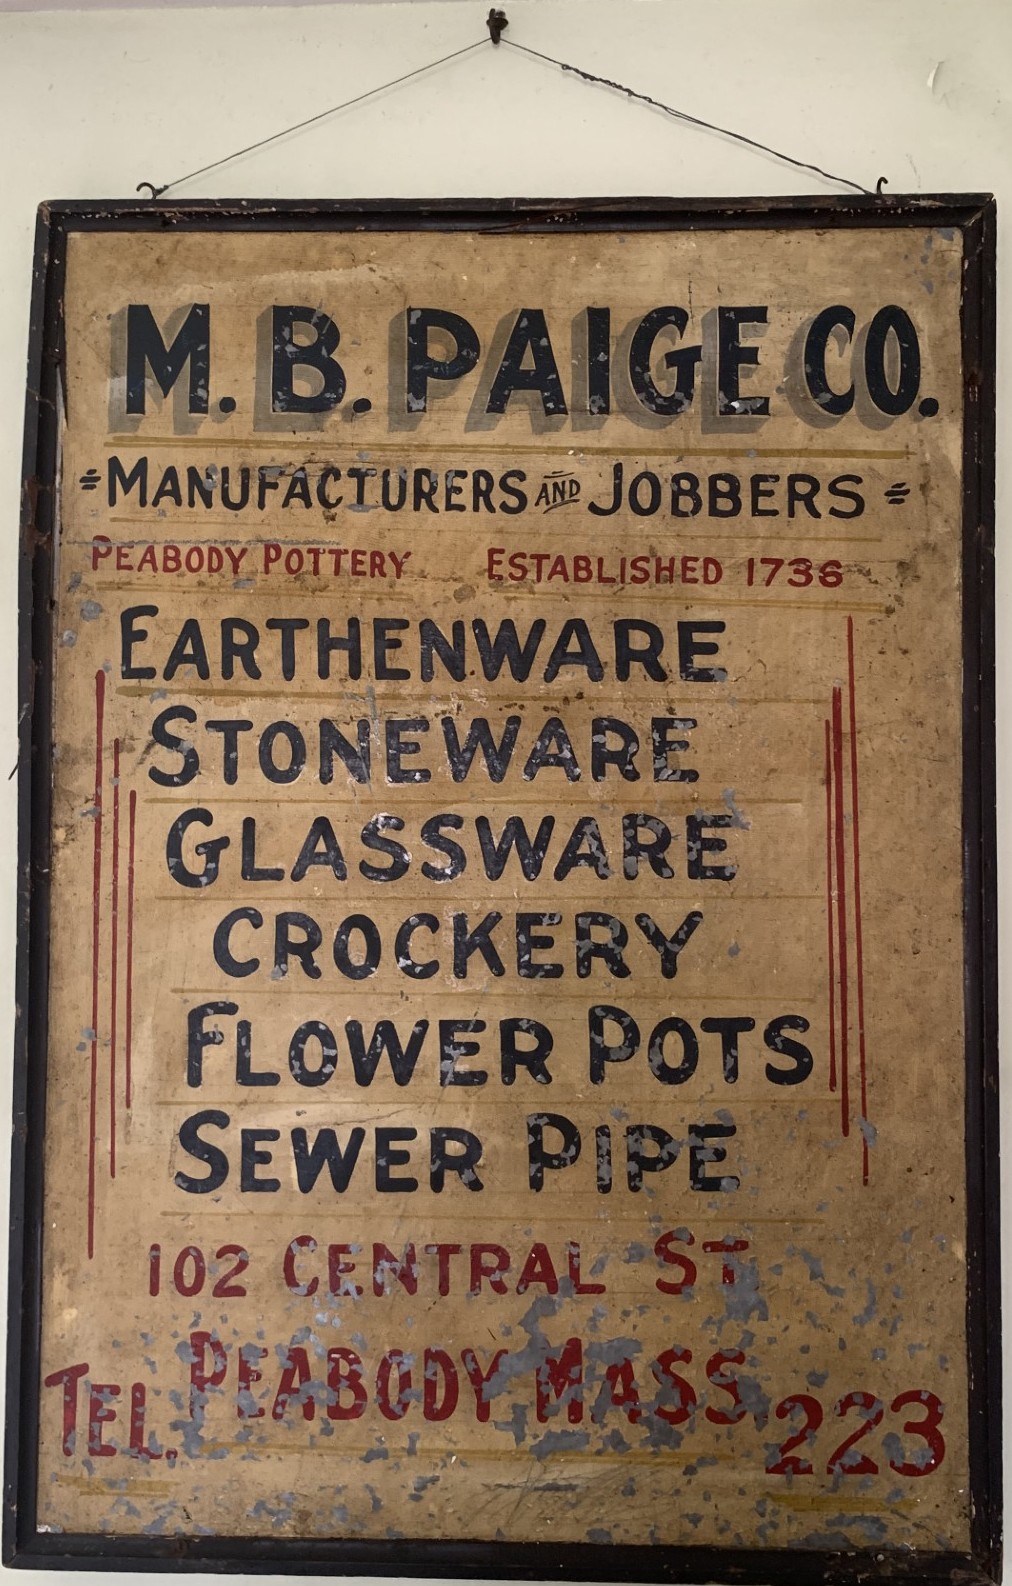 M. B. PAIGE CO.
MANUFACTURERS AND JOBBERS
PEABODY POTTERY ESTABLISHED 1736
EARTHENWARE
STONEWARE
GLASSWARE
CROCKERY
FLOWER POTS
SEWER PIPE
102 CENTRAL ST
PEABODY MASS.
TEL. 223